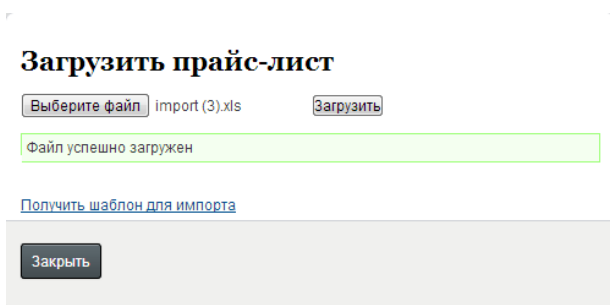 Загрузить прайс-лист
Выберите файл import (3).xls Загрузить
Файл успешно загружен
Получить шаблон для импорта
Закрыть